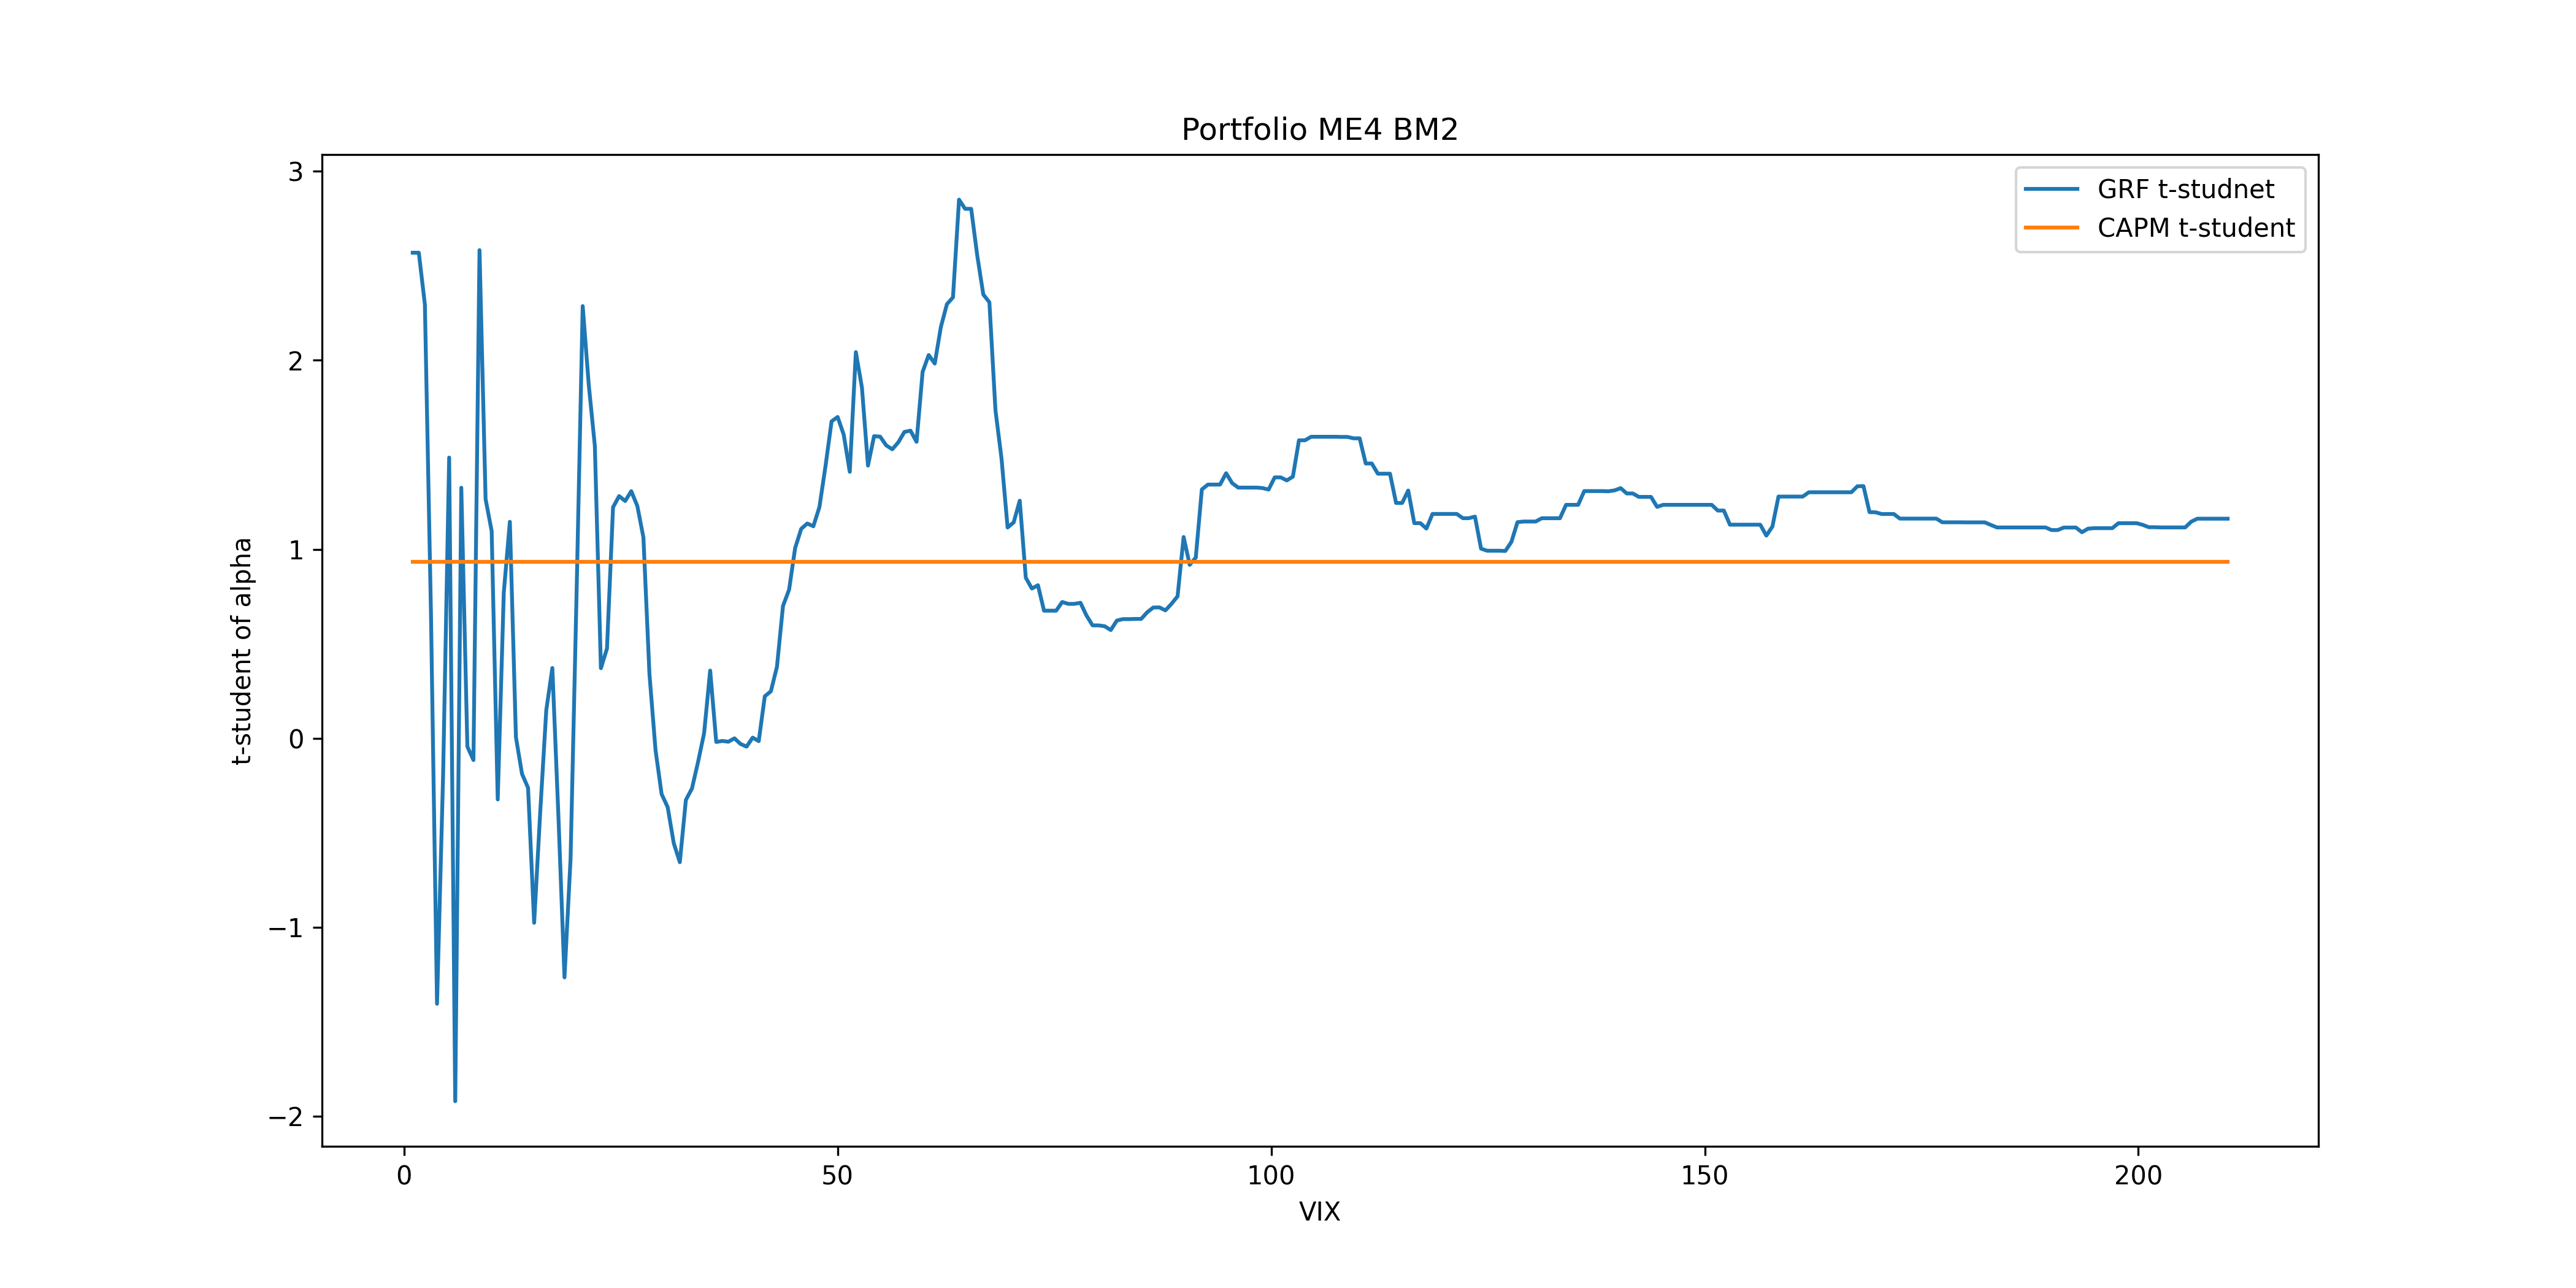 Portfolio ME4 BM2
GRF t-studnet
CAPM t-student
t-student of alpha
3
2
1
0
−1
−2
0
50
100
150
200
VIX